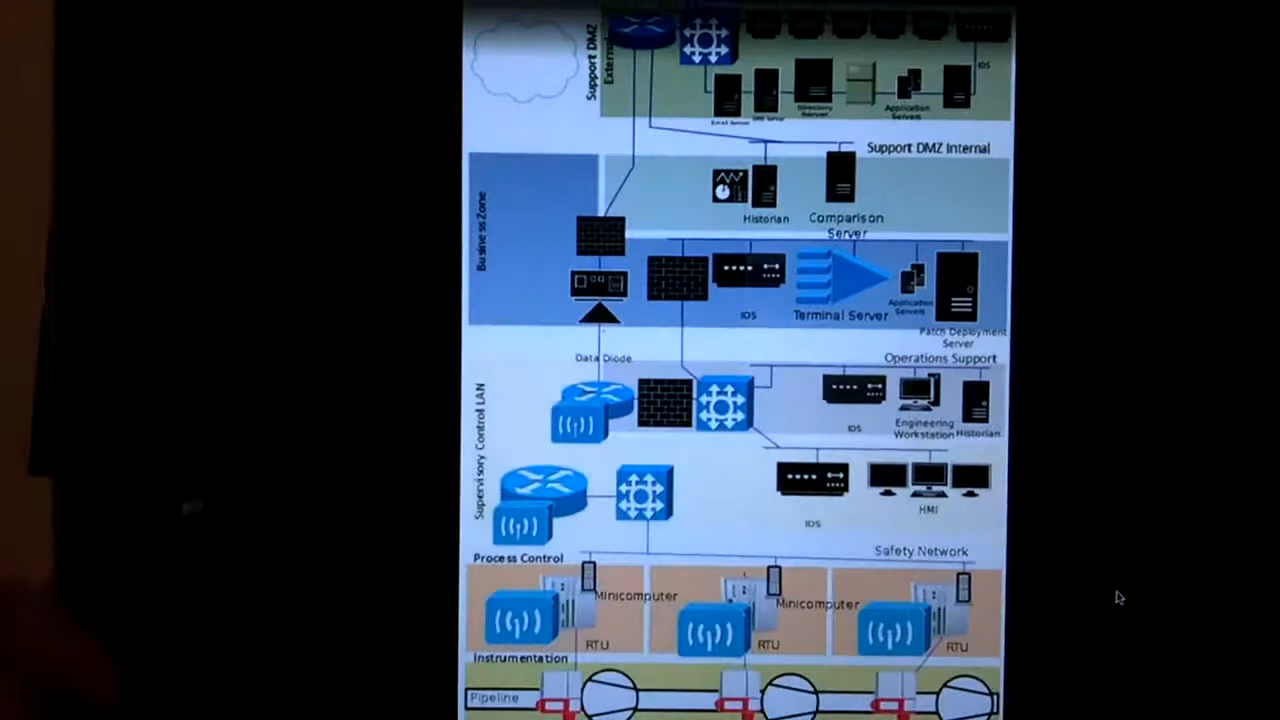 Support DMZ
External
IDS
Email Server
Directory
Server
Application
Servers
Support DMZ Internal
Historian
Comparison
Server
Business Zone
IDS
Terminal Server
Application
Servers
Patch Deployment
Server
Data Diode
Operations Support
Supervisory Control LAN
IDS
Engineering
Workstation
Historian
IDS
HMI
Safety Network
Process Control
Minicomputer
RTU
Minicomputer
RTU
RTU
Instrumentation
Pipeline